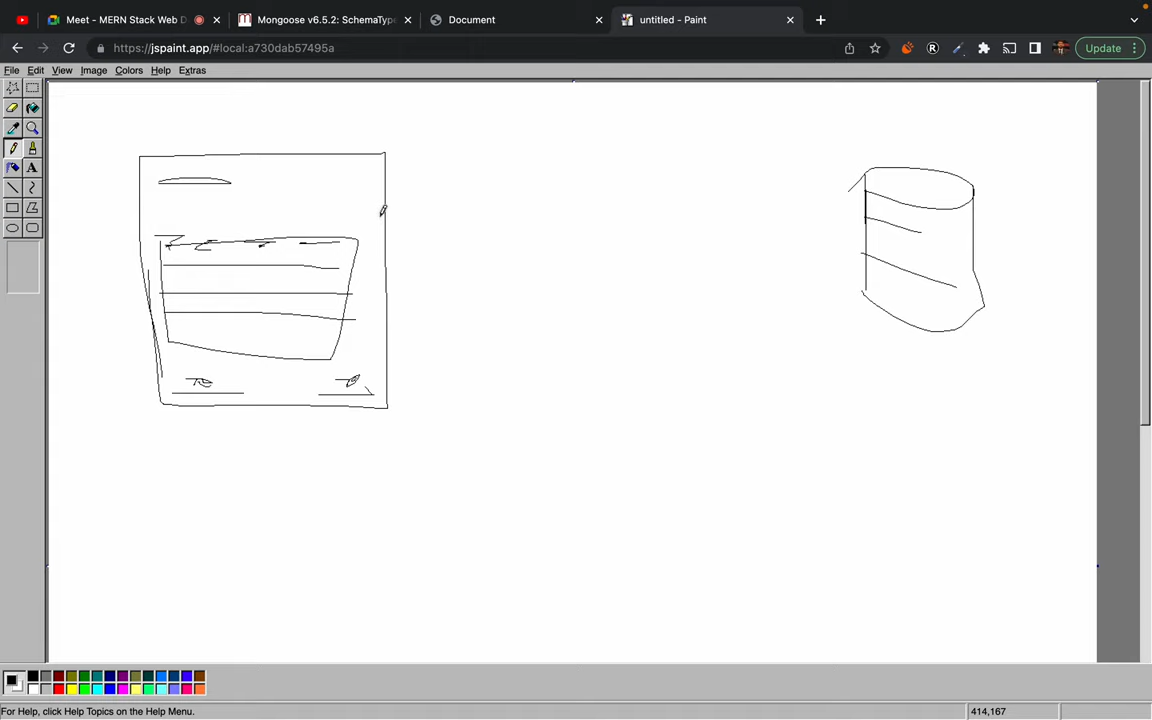 Meet - MERN Stack Web D
Mongoose v6.5.2: SchemaType
Document
untitled - Paint
https://jspaint.app/#local:a730dab57495a
Update
File Edit View Image Colors Help Extras
A
For Help, click Help Topics on the Help Menu.
414,167